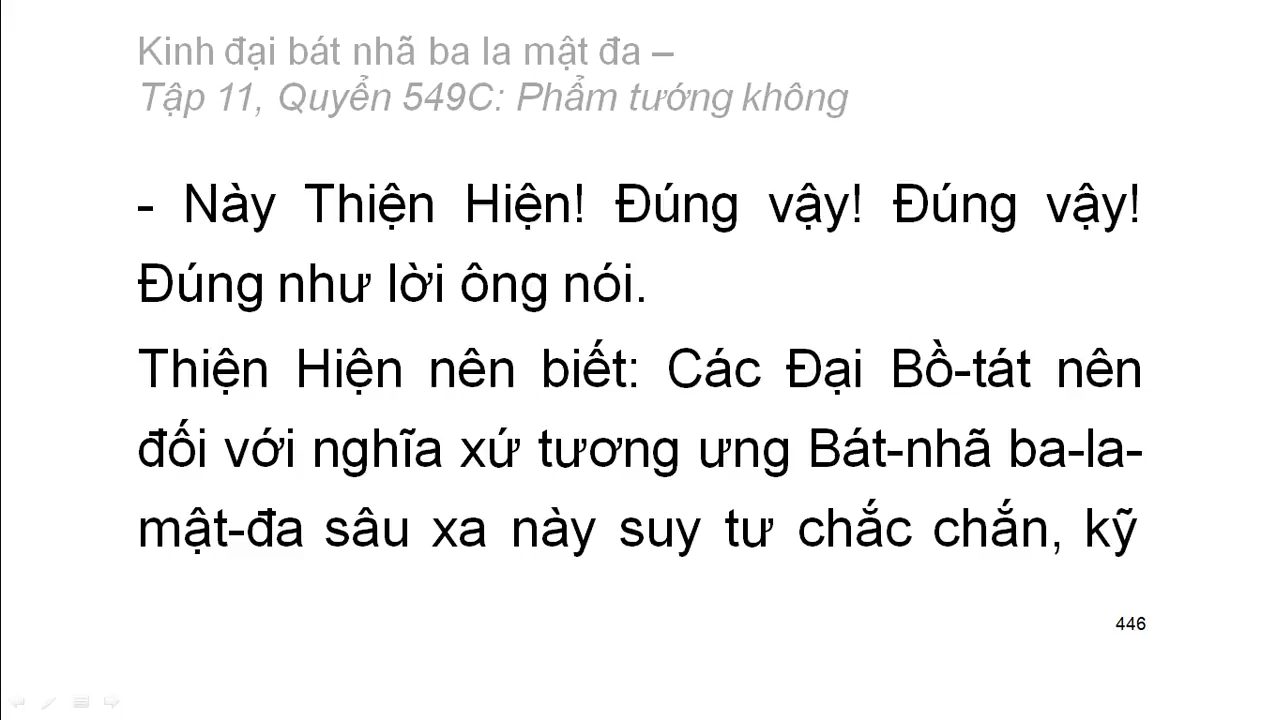 Kinh đại bát nhã ba la mật đa –
Tập 11, Quyển 549C: Phẩm tướng không
- Này Thiện Hiện! Đúng vậy! Đúng vậy!
Đúng như lời ông nói.
Thiện Hiện nên biết: Các Đại Bồ-tát nên
đối với nghĩa xứ tương ưng Bát-nhã ba-la-
mật-đa sâu xa này suy tư chắc chắn, kỹ
446